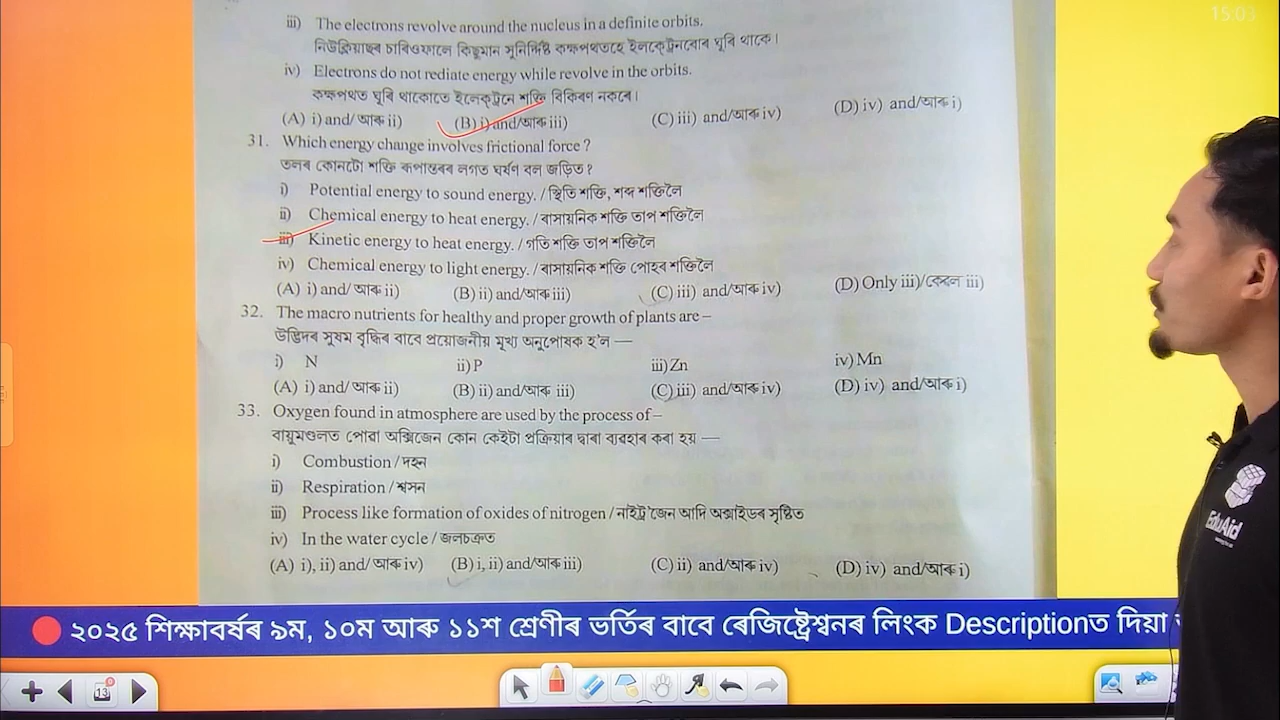 15:03
iii) The electrons revolve around the nucleus in a definite orbits.
নিউক্লিয়াছৰ চাৰিওফালে কিছুমান সুনিৰ্দ্দিষ্ট কক্ষপথতহে ইলেক্ট্ৰনবোৰ ঘূৰি থাকে।
iv) Electrons do not rediate energy while revolve in the orbits.
কক্ষপথত ঘূৰি থাকোতে ইলেক্ট্ৰনে শক্তি বিকিৰণ নকৰে।
(A) i) and/ আৰু ii) (B) i) and/আৰু iii) (C) iii) and/আৰু iv) (D) iv) and/আৰু i)
31. Which energy change involves frictional force ?
তলৰ কোনটো শক্তি ৰূপান্তৰৰ লগত ঘৰ্ষণ বল জড়িত?
i) Potential energy to sound energy. / স্থিতি শক্তি, শব্দ শক্তিলৈ
ii) Chemical energy to heat energy. / ৰাসায়নিক শক্তি তাপ শক্তিলৈ
iii) Kinetic energy to heat energy. / গতি শক্তি তাপ শক্তিলৈ
iv) Chemical energy to light energy. / ৰাসায়নিক শক্তি পোহৰ শক্তিলৈ
(A) i) and/ আৰু ii) (B) ii) and/আৰু iii) (C) iii) and/আৰু iv) (D) Only iii)/কেৱল iii)
32. The macro nutrients for healthy and proper growth of plants are –
উদ্ভিদৰ সুষম বৃদ্ধিৰ বাবে প্ৰয়োজনীয় মূখ্য অনুপোষক হ'ল —
i) N ii) P iii) Zn iv) Mn
(A) i) and/ আৰু ii) (B) ii) and/আৰু iii) (C) iii) and/আৰু iv) (D) iv) and/আৰু i)
33. Oxygen found in atmosphere are used by the process of –
বায়ুমণ্ডলত পোৱা অক্সিজেন কোন কেইটা প্ৰক্ৰিয়াৰ দ্বাৰা ব্যৱহাৰ কৰা হয় —
i) Combustion / দহন
ii) Respiration / শ্বসন
iii) Process like formation of oxides of nitrogen / নাইট্ৰ'জেন আদি অক্সাইডৰ সৃষ্টিত
iv) In the water cycle / জলচক্ৰত
(A) i), ii) and/ আৰু iv) (B) i, ii) and/আৰু iii) (C) ii) and/আৰু iv) (D) iv) and/আৰু i)
EduAid
২০২৫ শিক্ষাবৰ্ষৰ ৯ম, ১০ম আৰু ১১শ শ্ৰেণীৰ ভৰ্তিৰ বাবে ৰেজিষ্ট্ৰেশ্বনৰ লিংক Descriptionত দিয়া
13